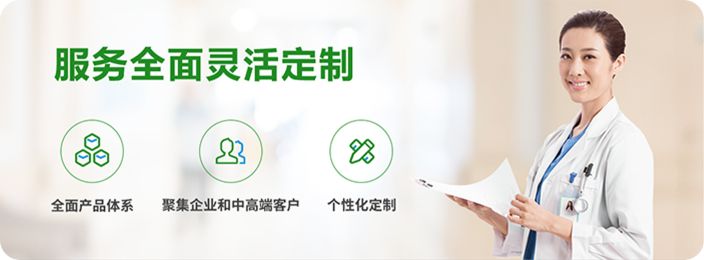 服务全面灵活定制
全面产品体系
聚集企业和中高端客户
个性化定制